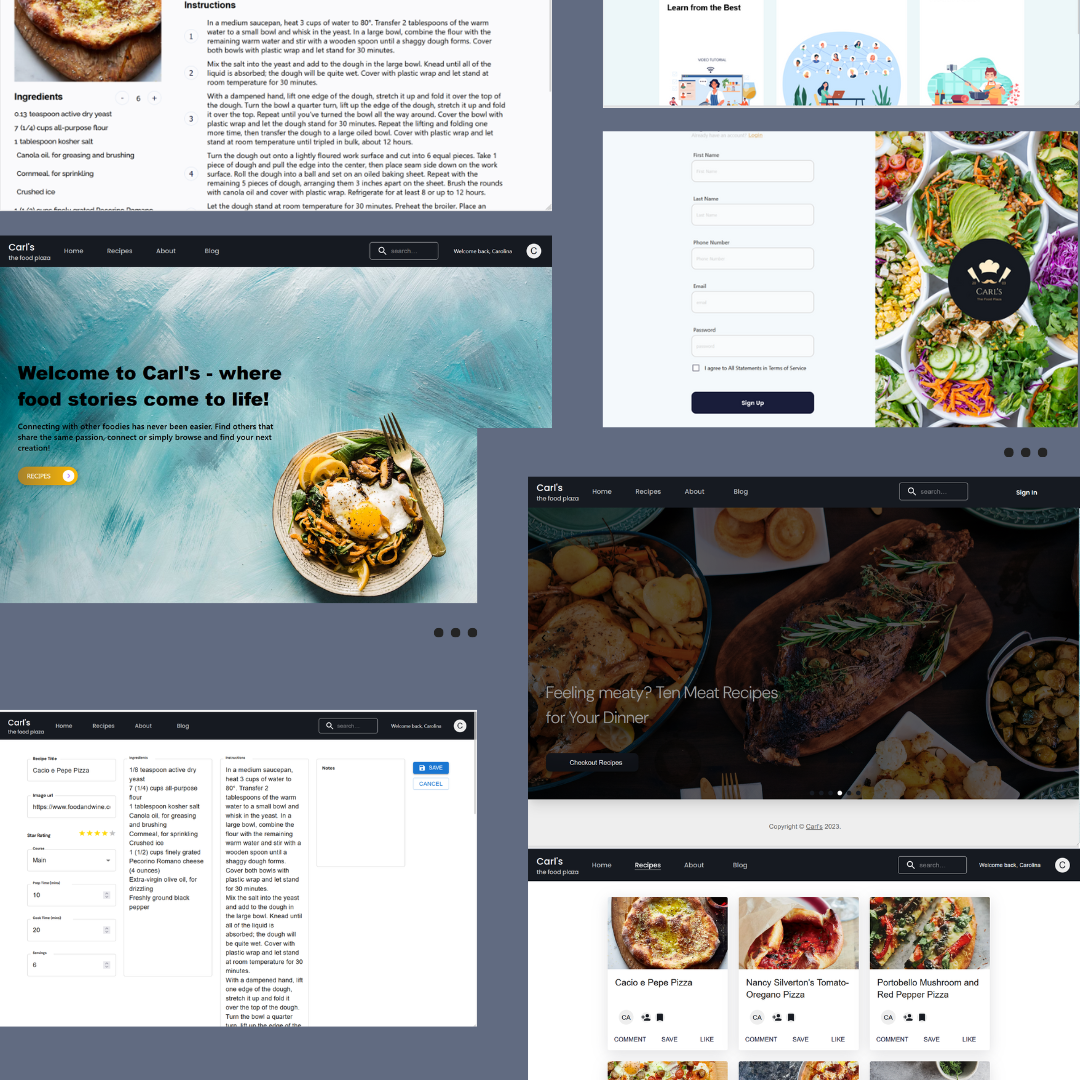 Instructions
1
In a medium saucepan, heat 3 cups of water to 80°. Transfer 2 tablespoons of the warm
water to a small bowl and whisk in the yeast. In a large bowl, combine the flour with the
remaining warm water and stir with a wooden spoon until a shaggy dough forms. Cover
both bowls with plastic wrap and let stand for 30 minutes.
2
Mix the salt into the yeast and add to the dough in the large bowl. Knead until all of the
liquid is absorbed; the dough will be quite wet. Cover with plastic wrap and let stand at
room temperature for 30 minutes.
3
With a dampened hand, lift one edge of the dough, stretch it up and fold it over the top of
the dough. Turn the bowl a quarter turn, lift up the edge of the dough, stretch it up and fold
it over the top. Repeat until you've turned the bowl all the way around. Cover the bowl with
plastic wrap and let the dough stand for 30 minutes. Repeat the lifting and folding one
more time, then transfer the dough to a large oiled bowl. Cover with plastic wrap and let
stand at room temperature until tripled in bulk, about 12 hours.
4
Turn the dough out onto a lightly floured work surface and cut into 6 equal pieces. Take 1
piece of dough and pull the edge into the center, then place seam side down on the work
surface. Roll the dough into a ball and set on an oiled baking sheet. Repeat with the
remaining 5 pieces of dough, arranging them 3 inches apart on the sheet. Brush the rounds
with canola oil and cover with plastic wrap. Refrigerate for at least 8 or up to 12 hours.
Let the dough stand at room temperature for 30 minutes. Preheat the broiler. Place an
Ingredients
- 6 +
0.13 teaspoon active dry yeast
7 (1/4) cups all-purpose flour
1 tablespoon kosher salt
Canola oil, for greasing and brushing
Cornmeal, for sprinkling
Crushed ice
1 (1/2) cups finely grated Pecorino Romano
Learn from the Best
VIDEO TUTORIAL
Already have an account? Login
First Name
First Name
Last Name
Last Name
Phone Number
Phone Number
Email
email
Password
password
I agree to All Statements in Terms of Service
Sign Up
CARL'S
The Food Plaza
Carl's
the food plaza
Home Recipes About Blog
search...
Welcome back, Carolina
C
Welcome to Carl's - where
food stories come to life!
Connecting with other foodies has never been easier. Find others that
share the same passion, connect or simply browse and find your next
creation!
RECIPES
Carl's
the food plaza
Home Recipes About Blog
search...
Sign In
Feeling meaty? Ten Meat Recipes
for Your Dinner
Checkout Recipes
Copyright © Carl's 2023.
Carl's
the food plaza
Home Recipes About Blog
search...
Welcome back, Carolina
C
Recipe Title
Cacio e Pepe Pizza
Image url
https://www.foodandwine.c
Star Rating
Course
Main
Prep Time (mins)
10
Cook Time (mins)
20
Servings
6
Ingredients
1/8 teaspoon active dry
yeast
7 (1/4) cups all-purpose
flour
1 tablespoon kosher salt
Canola oil, for greasing
and brushing
Cornmeal, for sprinkling
Crushed ice
1 (1/2) cups finely grated
Pecorino Romano cheese
(4 ounces)
Extra-virgin olive oil, for
drizzling
Freshly ground black
pepper
Instructions
In a medium saucepan,
heat 3 cups of water to
80°. Transfer 2
tablespoons of the warm
water to a small bowl and
whisk in the yeast. In a
large bowl, combine the
flour with the remaining
warm water and stir with a
wooden spoon until a
shaggy dough forms.
Cover both bowls with
plastic wrap and let stand
for 30 minutes.
Mix the salt into the yeast
and add to the dough in
the large bowl. Knead until
all of the liquid is
absorbed; the dough will
be quite wet. Cover with
plastic wrap and let stand
at room temperature for 30
minutes.
With a dampened hand, lift
one edge of the dough,
stretch it up and fold it
over the top of the dough.
Turn the bowl a quarter
turn, lift up the edge of the
Notes
SAVE
CANCEL
Carl's
the food plaza
Home Recipes About Blog
search...
Welcome back, Carolina
C
Cacio e Pepe Pizza
CA
COMMENT SAVE LIKE
Nancy Silverton's Tomato-
Oregano Pizza
CA
COMMENT SAVE LIKE
Portobello Mushroom and
Red Pepper Pizza
CA
COMMENT SAVE LIKE